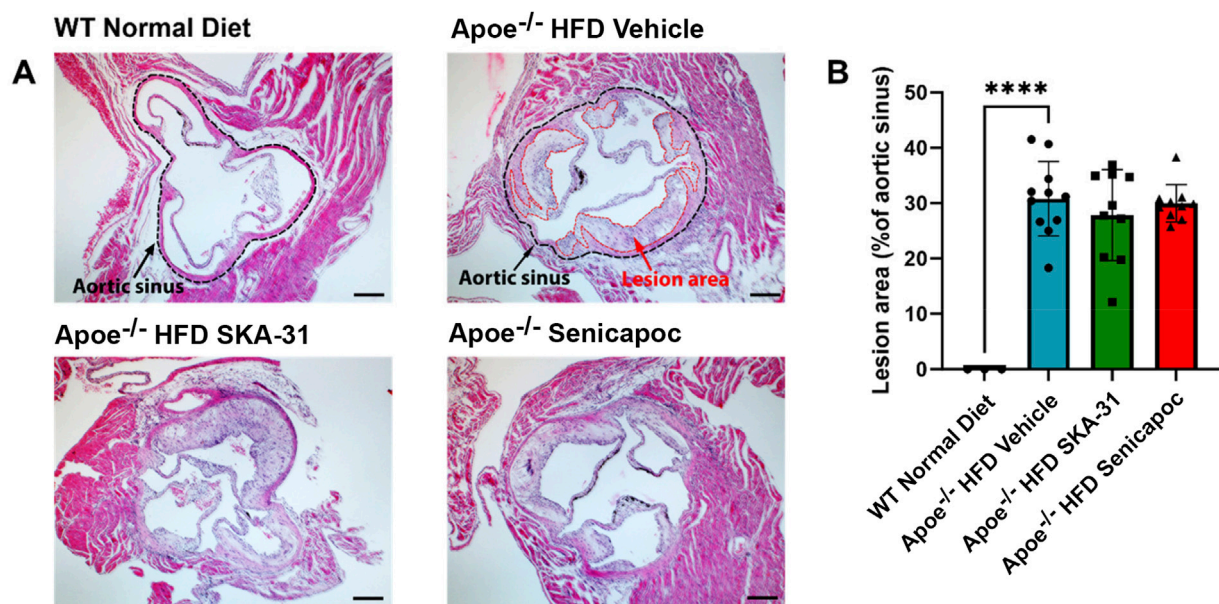 WT Normal Diet
Apoe-/- HFD Vehicle
A
Aortic sinus
Aortic sinus
Lesion area
Apoe-/- HFD SKA-31
Apoe-/- Senicapoc
B
****
Lesion area (%of aortic sinus)
50
40
30
20
10
0
WT Normal Diet
Apoe-/- HFD Vehicle
Apoe-/- HFD SKA-31
Apoe-/- HFD Senicapoc